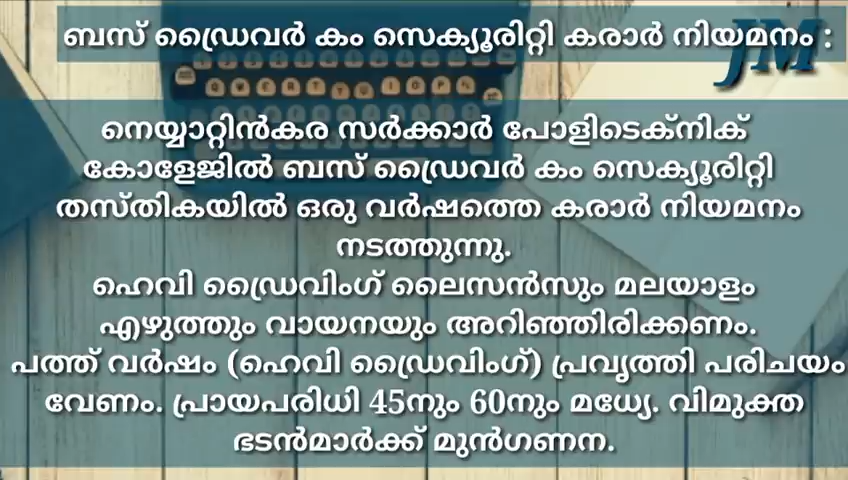 ബസ് ഡ്രൈവർ കം സെക്യൂരിറ്റി കരാർ നിയമനം :
JM
നെയ്യാറ്റിൻകര സർക്കാർ പോളിടെക്നിക്
കോളേജിൽ ബസ് ഡ്രൈവർ കം സെക്യൂരിറ്റി
തസ്തികയിൽ ഒരു വർഷത്തെ കരാർ നിയമനം
നടത്തുന്നു.
ഹെവി ഡ്രൈവിംഗ് ലൈസൻസും മലയാളം
എഴുത്തും വായനയും അറിഞ്ഞിരിക്കണം.
പത്ത് വർഷം (ഹെവി ഡ്രൈവിംഗ്) പ്രവൃത്തി പരിചയം
വേണം. പ്രായപരിധി 45നും 60നും മധ്യേ. വിമുക്ത
ഭടൻമാർക്ക് മുൻഗണന.
Q W E R T Y U I O P